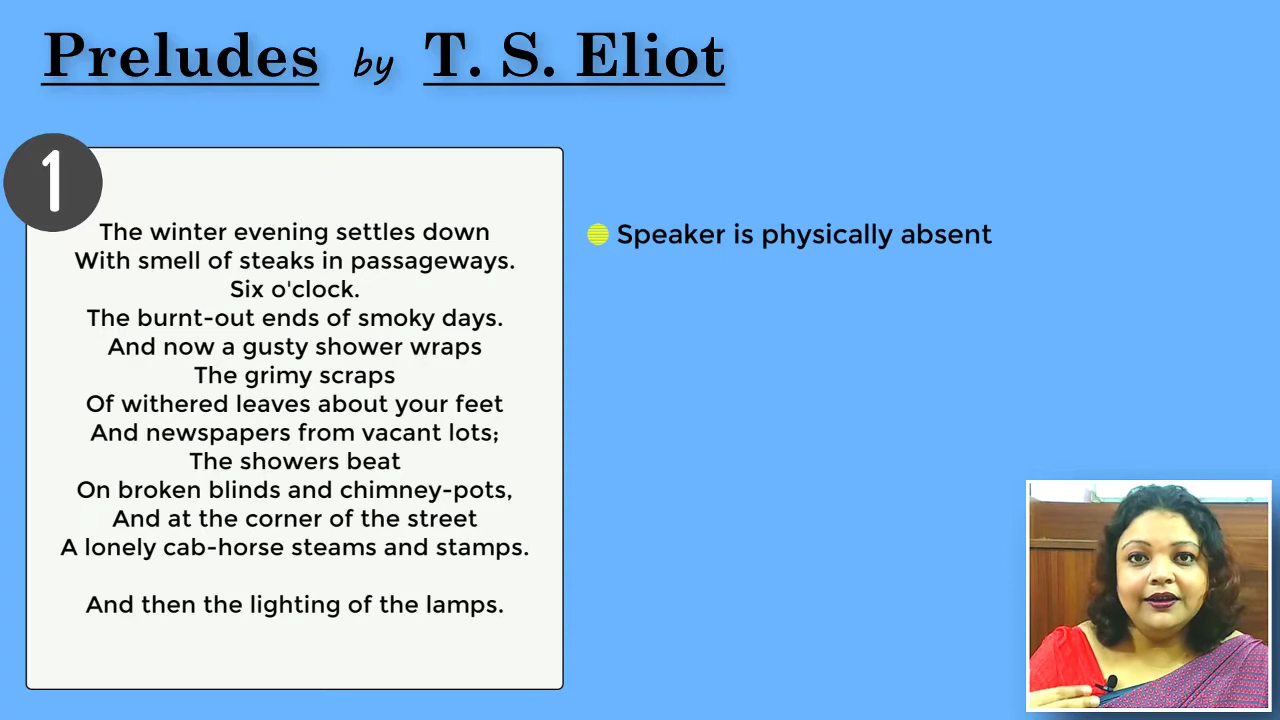 Preludes by T. S. Eliot
1
The winter evening settles down
With smell of steaks in passageways.
Six o'clock.
The burnt-out ends of smoky days.
And now a gusty shower wraps
The grimy scraps
Of withered leaves about your feet
And newspapers from vacant lots;
The showers beat
On broken blinds and chimney-pots,
And at the corner of the street
A lonely cab-horse steams and stamps.
And then the lighting of the lamps.
Speaker is physically absent